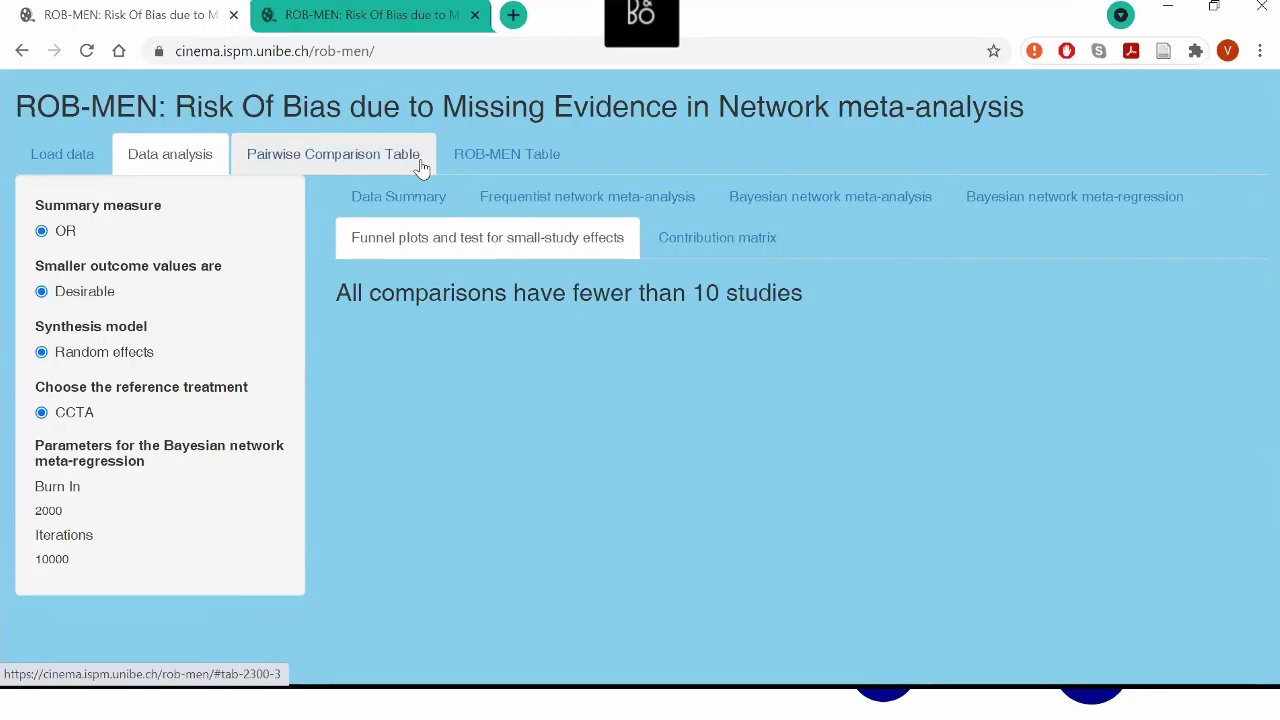 ROB-MEN: Risk Of Bias due to M
ROB-MEN: Risk Of Bias due to M
cinema.ispm.unibe.ch/rob-men/
V
ROB-MEN: Risk Of Bias due to Missing Evidence in Network meta-analysis
Load data
Data analysis
Pairwise Comparison Table
ROB-MEN Table
Summary measure
OR
Smaller outcome values are
Desirable
Synthesis model
Random effects
Choose the reference treatment
CCTA
Parameters for the Bayesian network
meta-regression
Burn In
2000
Iterations
10000
Data Summary
Frequentist network meta-analysis
Bayesian network meta-analysis
Bayesian network meta-regression
Funnel plots and test for small-study effects
Contribution matrix
All comparisons have fewer than 10 studies
https://cinema.ispm.unibe.ch/rob-men/#tab-2300-3